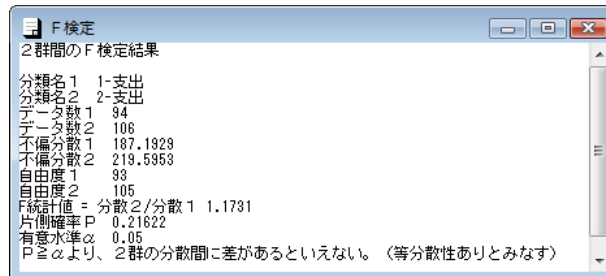 F検定
2群間のF検定結果
分類名1 1-支出
分類名2 2-支出
データ数1 94
データ数2 106
不偏分散1 187.1929
不偏分散2 219.5953
自由度1 93
自由度2 105
F統計値 = 分散2/分散1 1.1731
片側確率P 0.21622
有意水準α 0.05
P≧αより、2群の分散間に差があるといえない。（等分散性ありとみなす）